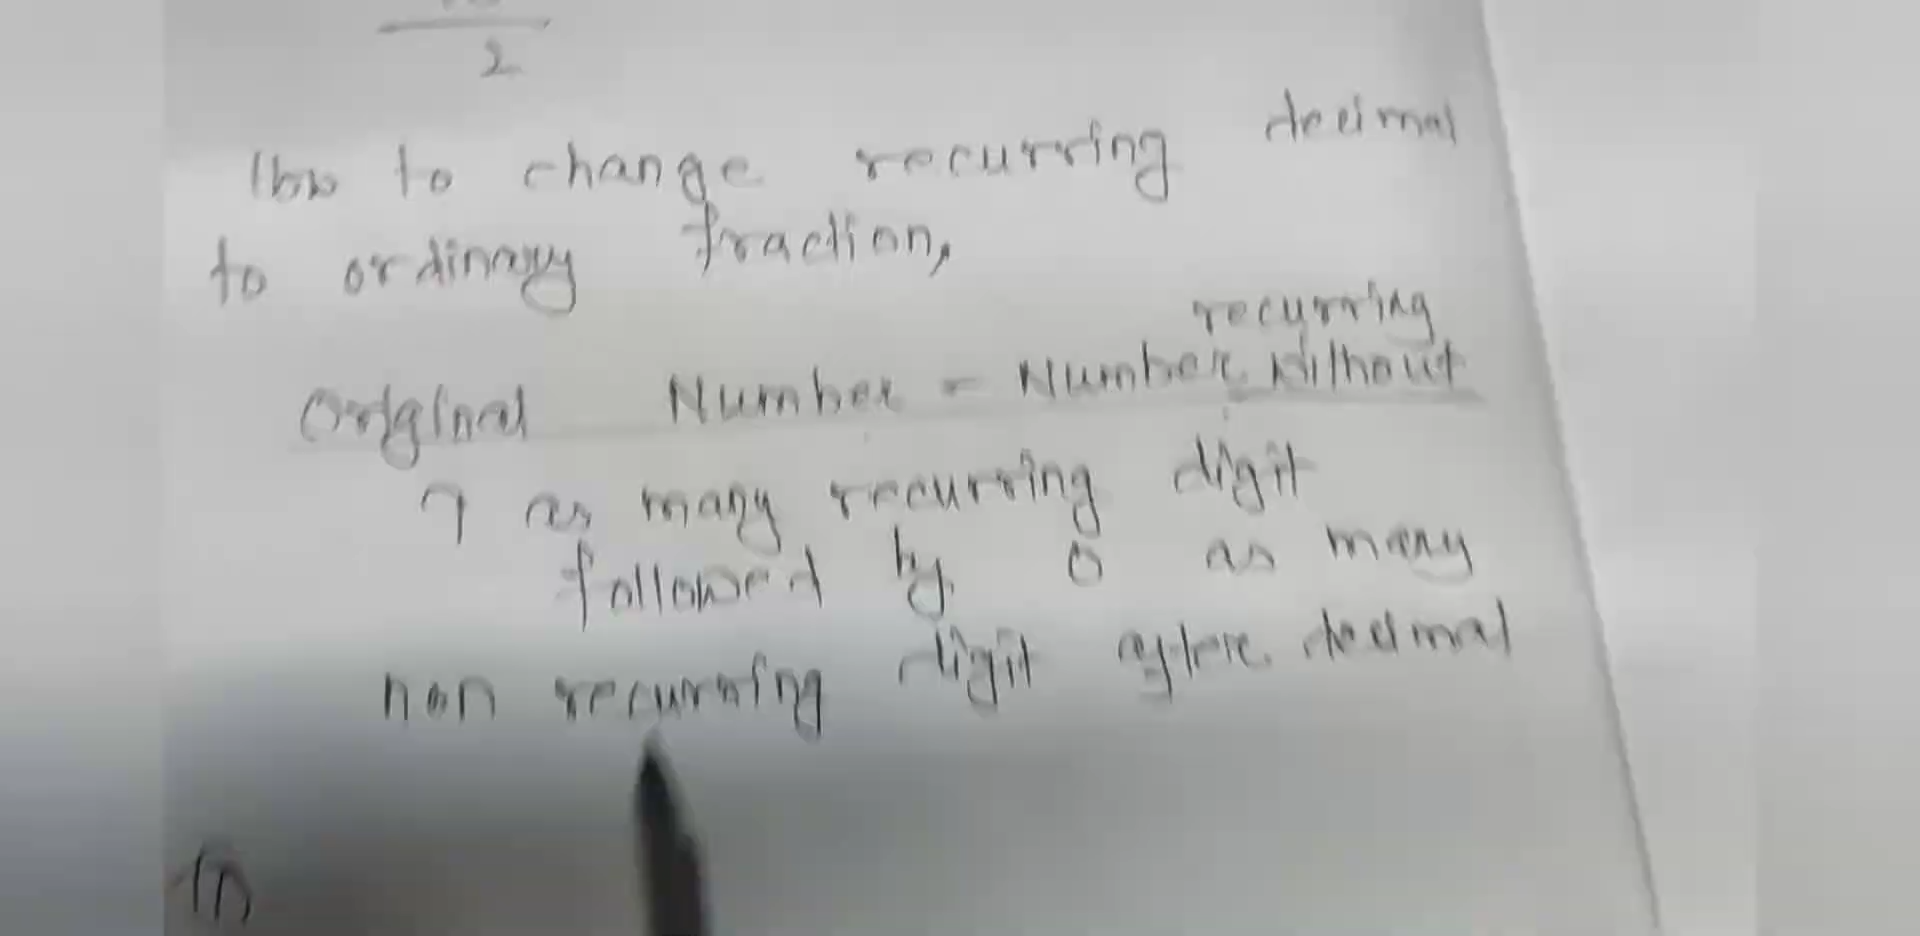 2
How to change recurring decimal
to ordinary fraction,
recurring
Original Number - Number without
9 as many recurring digit
followed by 0 as many
non recurring digit after decimal